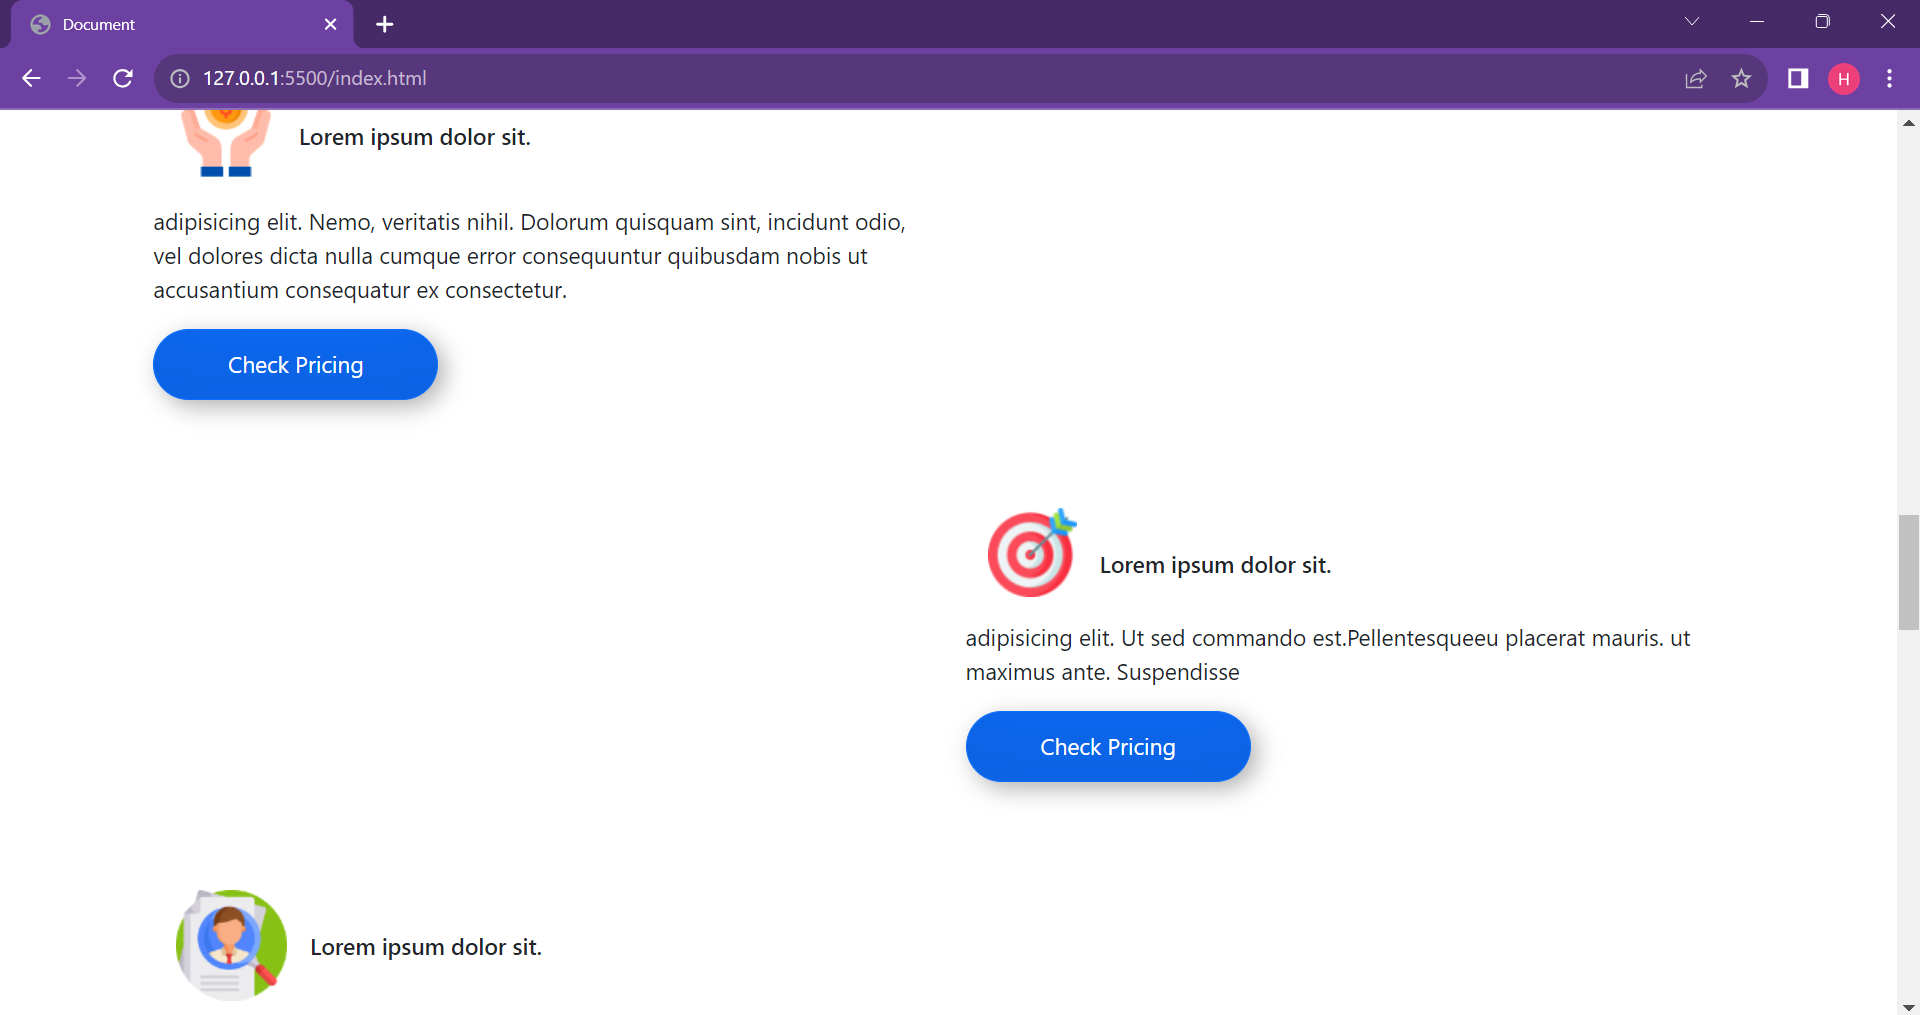 Document
127.0.0.1:5500/index.html
H
Lorem ipsum dolor sit.
adipisicing elit. Nemo, veritatis nihil. Dolorum quisquam sint, incidunt odio,
vel dolores dicta nulla cumque error consequuntur quibusdam nobis ut
accusantium consequatur ex consectetur.
Check Pricing
Lorem ipsum dolor sit.
adipisicing elit. Ut sed commando est.Pellentesqueeu placerat mauris. ut
maximus ante. Suspendisse
Check Pricing
Lorem ipsum dolor sit.